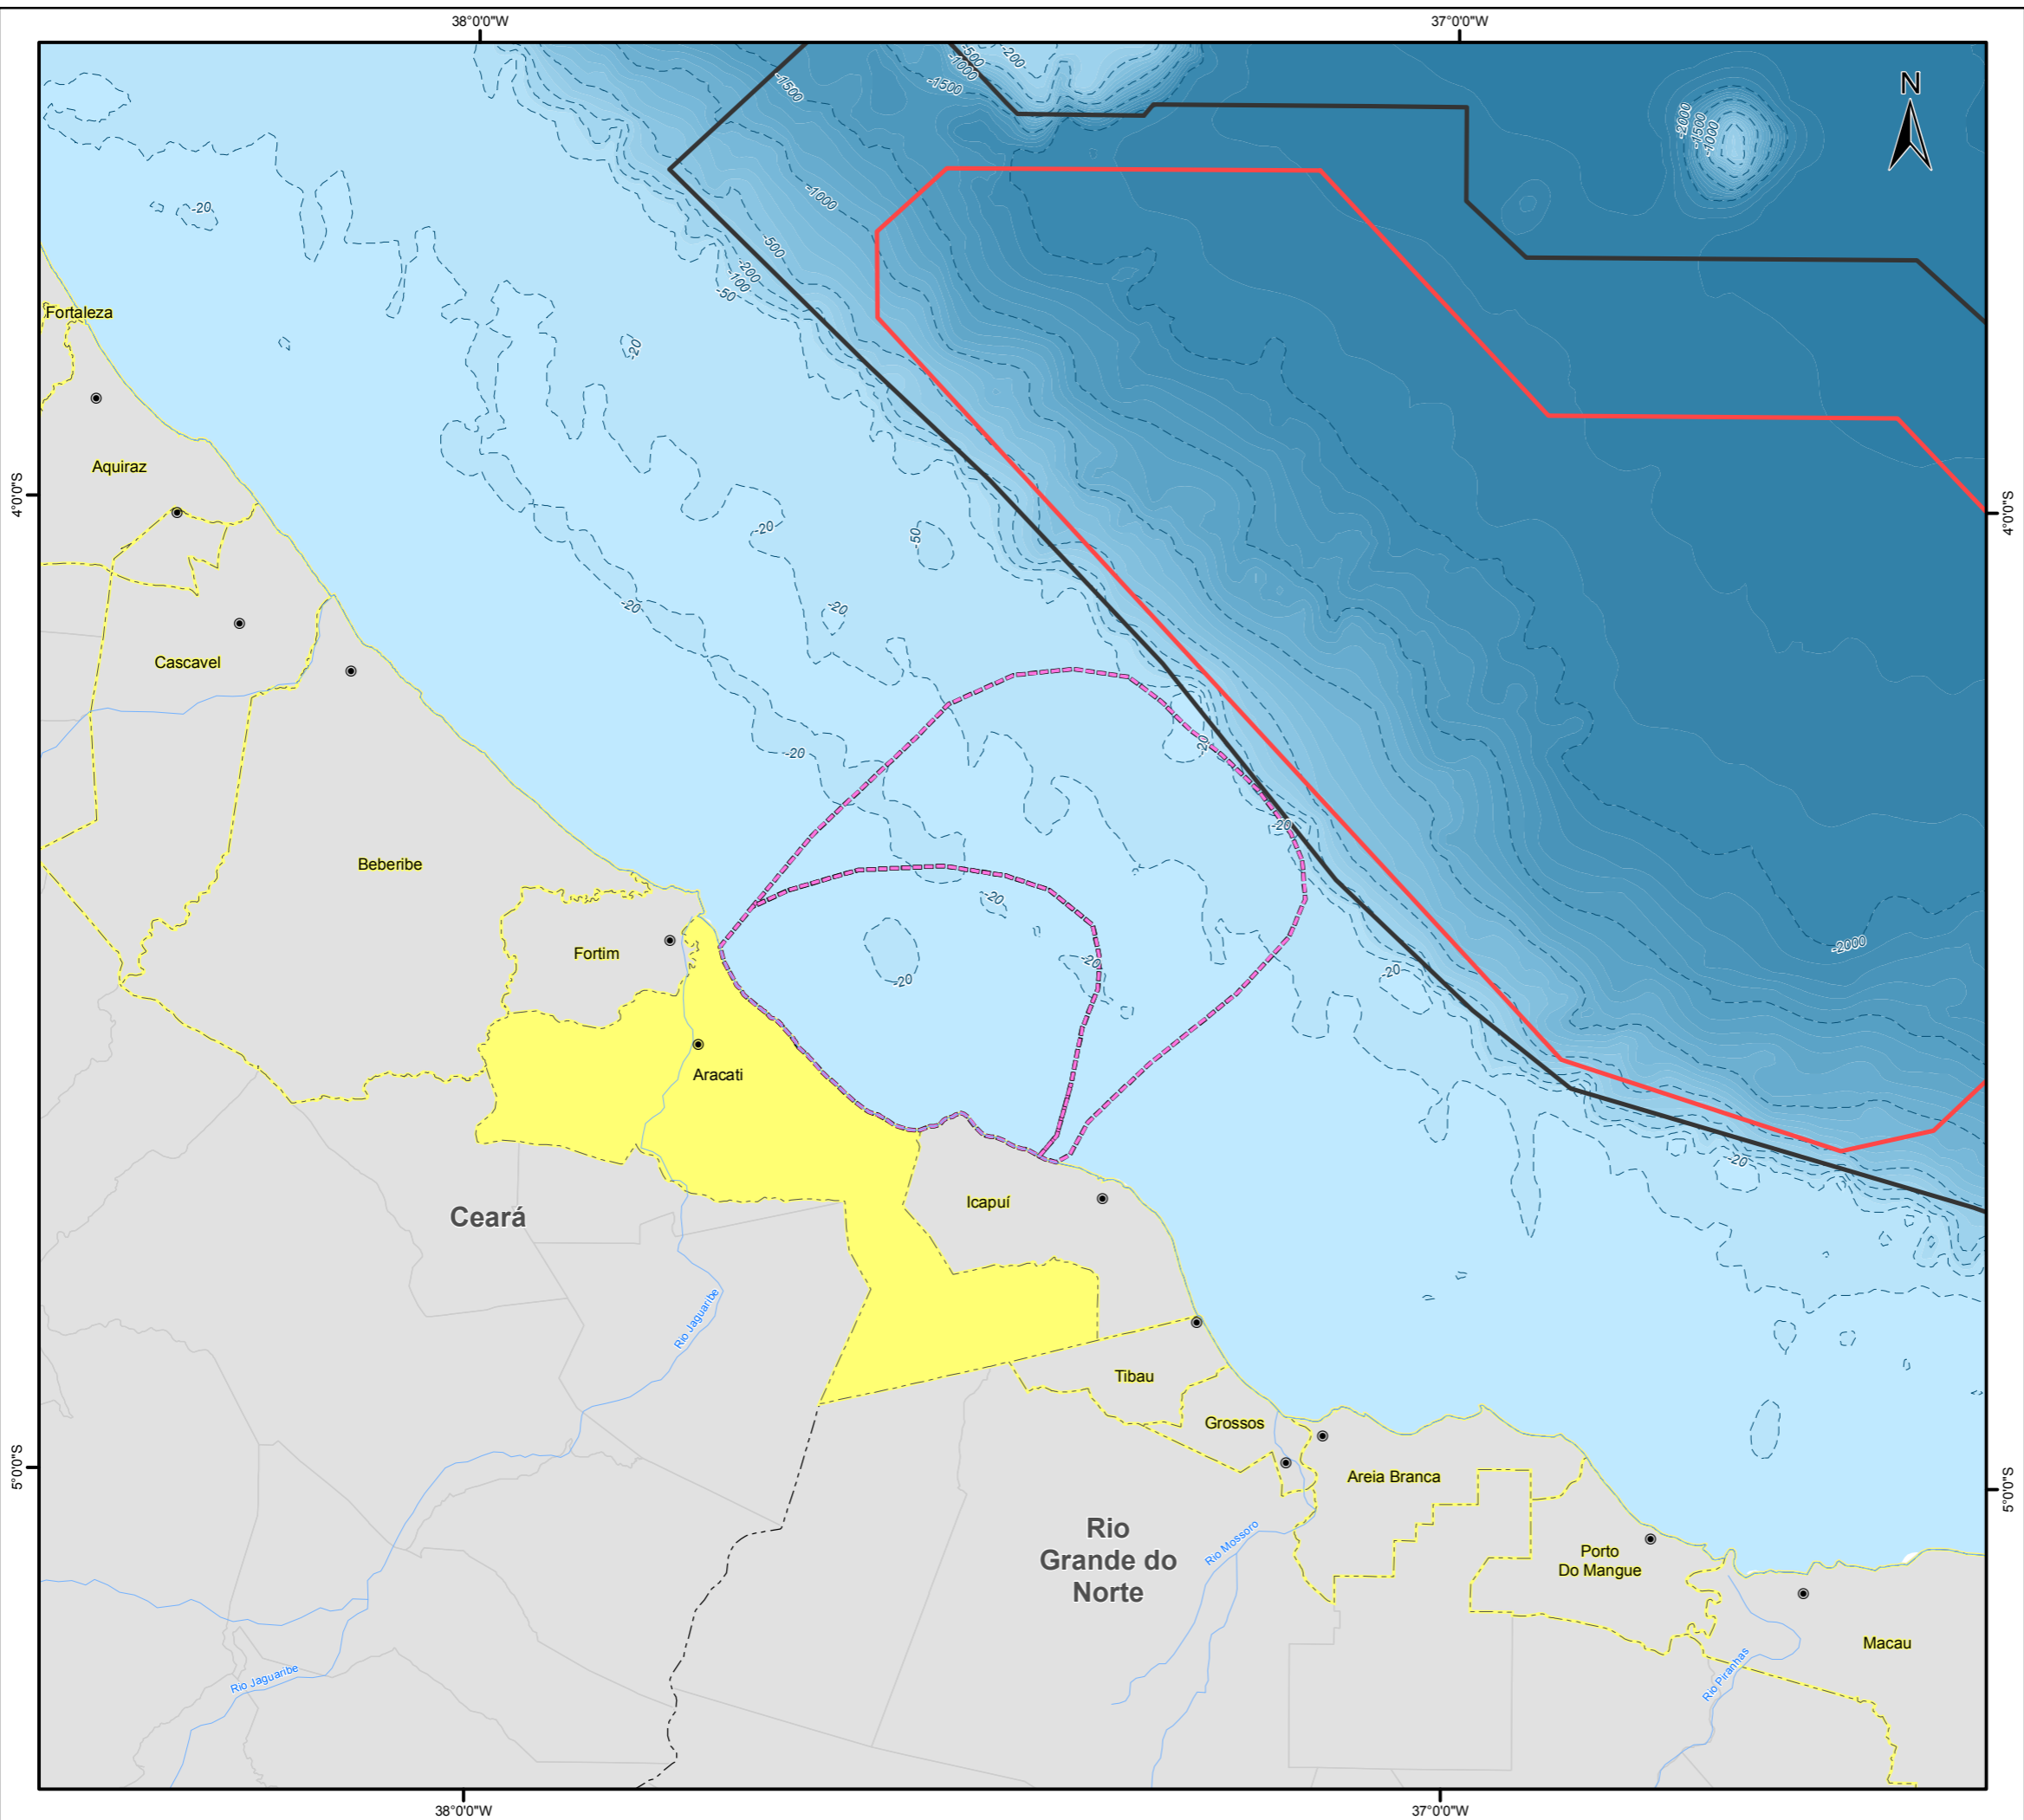 38°0'0"W
37°0'0"W
-500
-200
-1000
-1500
-1500
N
-2000
-1500
-1000
-20
-1000
-500
-200
-100
-50
Fortaleza
-20
Aquiraz
4°0'0"S
4°0'0"S
-20
-50
-20
-20
Cascavel
-20
-20
-20
Beberibe
-20
-2000
Fortim
-20
-20
-20
Aracati
-20
Icapuí
Ceará
Rio Jaguaribe
Tibau
Grossos
5°0'0"S
Areia Branca
5°0'0"S
Rio
Grande do
Norte
Rio Mossoro
Porto
Do Mangue
Macau
Rio Jaguaribe
Rio Piranhas
38°0'0"W
37°0'0"W